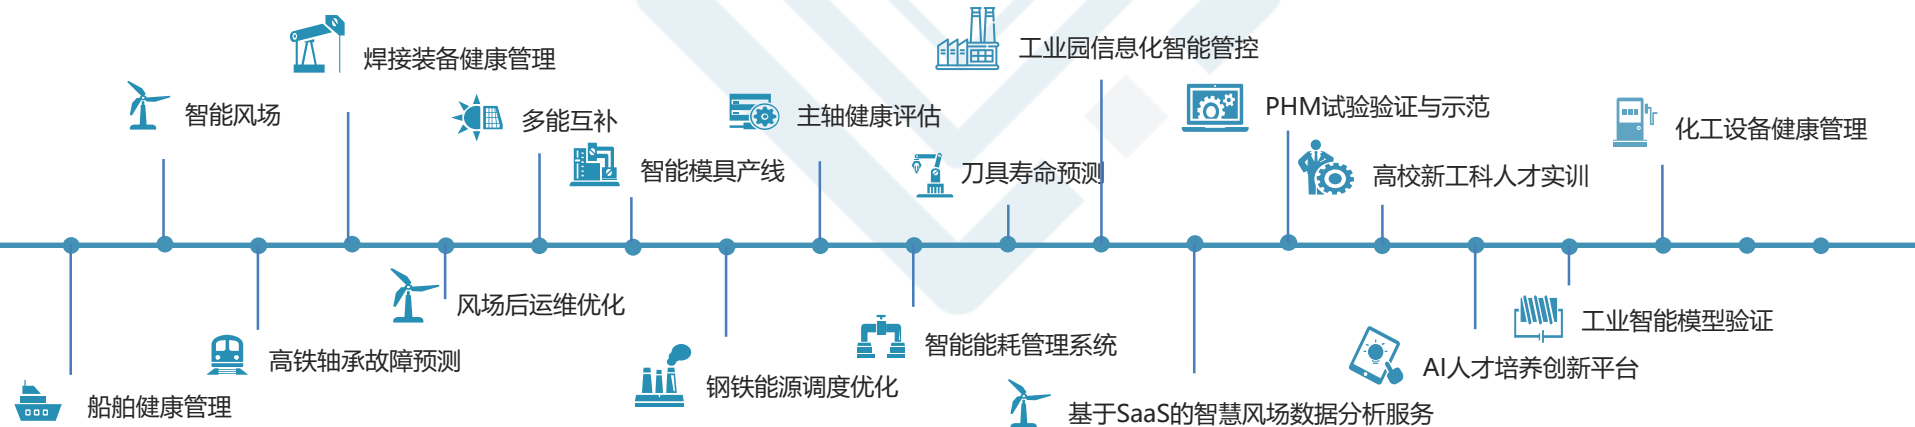 工业园信息化智能管控
焊接装备健康管理
智能风场
多能互补
主轴健康评估
PHM试验验证与示范
化工设备健康管理
智能模具产线
刀具寿命预测
高校新工科人才实训
风场后运维优化
工业智能模型验证
高铁轴承故障预测
智能能耗管理系统
AI人才培养创新平台
钢铁能源调度优化
船舶健康管理
基于SaaS的智慧风场数据分析服务